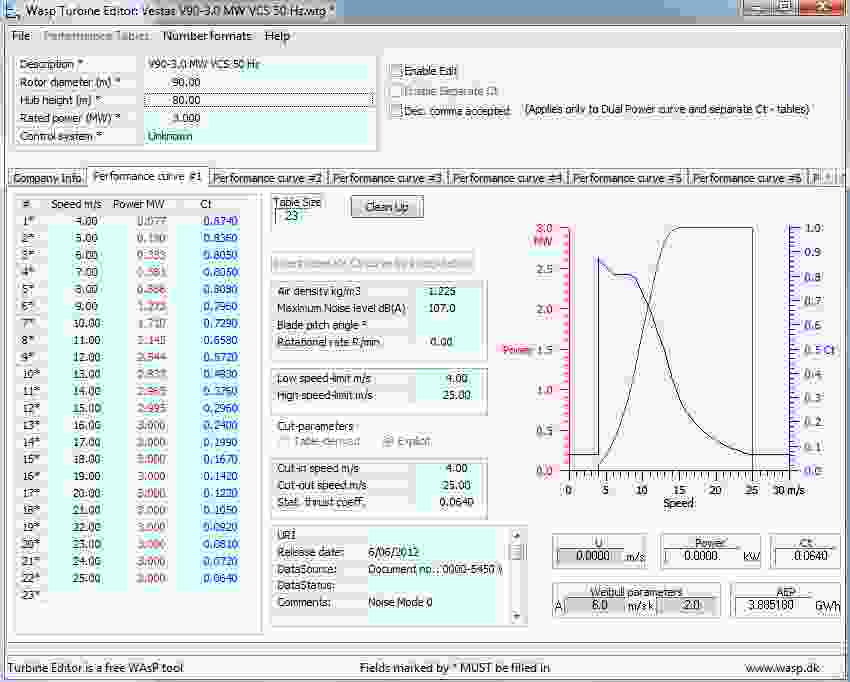 Wasp Turbine Editor: Vestas V90-3.0 MW VCS 50 Hz.wtg *
File Performance Tables Number formats Help
Description * V90-3.0 MW VCS 50 Hz
Rotor diameter (m) * 90.00
Hub height (m) * 80.00
Rated power (MW) * 3.000
Control system * Unknown
Enable Edit
Enable Separate Ct
Dec. comma accepted (Applies only to Dual Power curve and separate Ct - tables)
Company Info Performance curve #1 Performance curve #2 Performance curve #3 Performance curve #4 Performance curve #5 Performance curve #6 P
# Speed m/s Power MW Ct
1* 4.00 0.077 0.8740
2* 5.00 0.190 0.8360
3* 6.00 0.353 0.8050
4* 7.00 0.581 0.8050
5* 8.00 0.8090
6* 9.00 0.7960
7* 10.00 1.710 0.7290
8* 11.00 2.145 0.6580
9* 12.00 2.544 0.5720
10* 13.00 2.837 0.4830
11* 14.00 2.965 0.3760
12* 15.00 2.995 0.2960
13* 16.00 3.000 0.2400
14* 17.00 3.000 0.1990
15* 18.00 3.000 0.1670
16* 19.00 3.000 0.1420
17* 20.00 3.000 0.1220
18* 21.00 3.000 0.1050
19* 22.00 3.000 0.0920
20* 23.00 3.000 0.0810
21* 24.00 3.000 0.0720
22* 25.00 3.000 0.0640
23*
Table Size
23
Clean Up
Air density kg/m3 1.225
Maximum Noise level dB(A) 107.0
Blade pitch angle °
Rotational rate R/min 0.00
Low speed-limit m/s 4.00
High speed-limit m/s 25.00
Cut-parameters
Table-derived Explicit
Cut-in speed m/s 4.00
Cut-out speed m/s 25.00
Stat. thrust coeff. 0.0640
URI
Release date: 6/06/2012
DataSource: Document no.: 0000-5450 V
DataStatus:
Comments: Noise Mode 0
3.0 1.0
MW 0.9
2.5 0.8
0.7
2.0 0.6
Power 1.5 0.5 Ct
0.4
1.0 0.3
0.2
0.5 0.1
0.0 0.0
0 5 10 15 20 25 30 m/s
Speed
U Power Ct
0.0000 m/s 0.0000 kW 0.0640
Weibull parameters AEP
A 6.0 m/s k 2.0 3.885180 GWh
Turbine Editor is a free WAsP tool Fields marked by * MUST be filled in www.wasp.dk